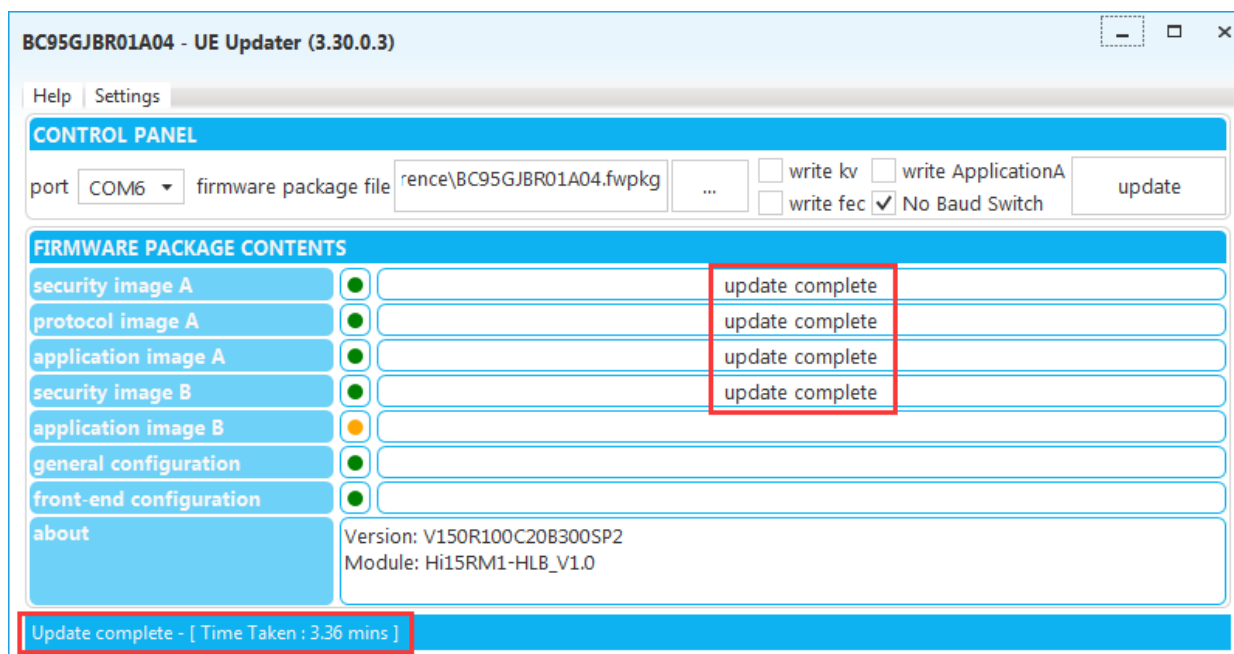 BC95GJBR01A04 - UE Updater (3.30.0.3)
Help Settings
CONTROL PANEL
port COM6 firmware package file rence\BC95GJBR01A04.fwpkg ... write kv write ApplicationA update
write fec No Baud Switch
FIRMWARE PACKAGE CONTENTS
security image A update complete
protocol image A update complete
application image A update complete
security image B update complete
application image B
general configuration
front-end configuration
about Version: V150R100C20B300SP2
Module: Hi15RM1-HLB_V1.0
Update complete - [ Time Taken : 3.36 mins ]